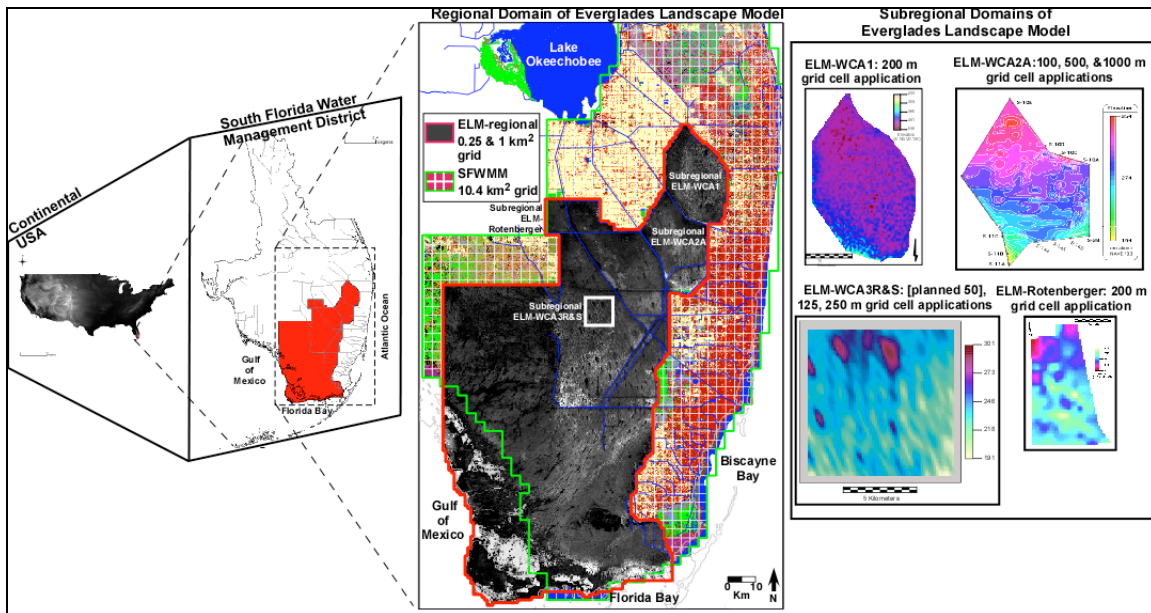 Continental
USA
South Florida Water
Management District
Gulf
of Mexico
Florida Bay
Atlantic Ocean
Regional Domain of Everglades Landscape Model
Lake
Okeechobee
ELM-regional
0.25 & 1 km²
grid
SFWMM
10.4 km² grid
Subregional
ELM-WCA1
Subregional
ELM-
Rotenberger
Subregional
ELM-WCA2A
Subregional
ELM-WCA3R&S
Biscayne
Bay
Gulf
of
Mexico
Florida Bay
0 10
Km
N
Subregional Domains of
Everglades Landscape Model
ELM-WCA1: 200 m
grid cell application
ELM-WCA2A:100, 500, &1000 m
grid cell applications
ELM-WCA3R&S: [planned 50],
125, 250 m grid cell applications
301
191
5 Kilometers
ELM-Rotenberger: 200 m
grid cell application